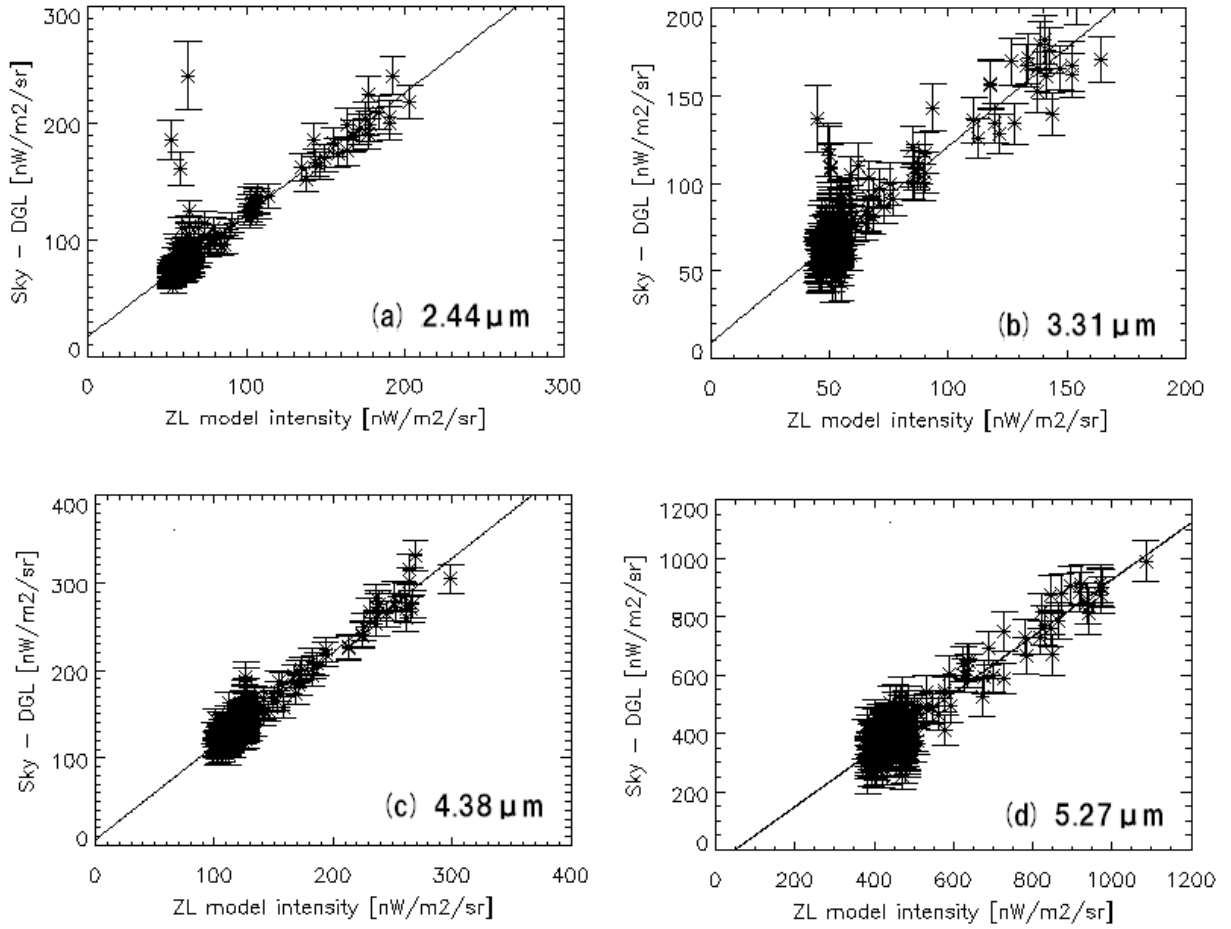 300
200
100
0
Sky − DGL [nW/m2/sr]
(a) 2.44μm
0 100 200 300
ZL model intensity [nW/m2/sr]
200
150
100
50
0
Sky − DGL [nW/m2/sr]
(b) 3.31μm
0 50 100 150 200
ZL model intensity [nW/m2/sr]
400
300
200
100
0
Sky − DGL [nW/m2/sr]
(c) 4.38μm
0 100 200 300 400
ZL model intensity [nW/m2/sr]
1200
1000
800
600
400
200
0
Sky − DGL [nW/m2/sr]
(d) 5.27μm
0 200 400 600 800 1000 1200
ZL model intensity [nW/m2/sr]